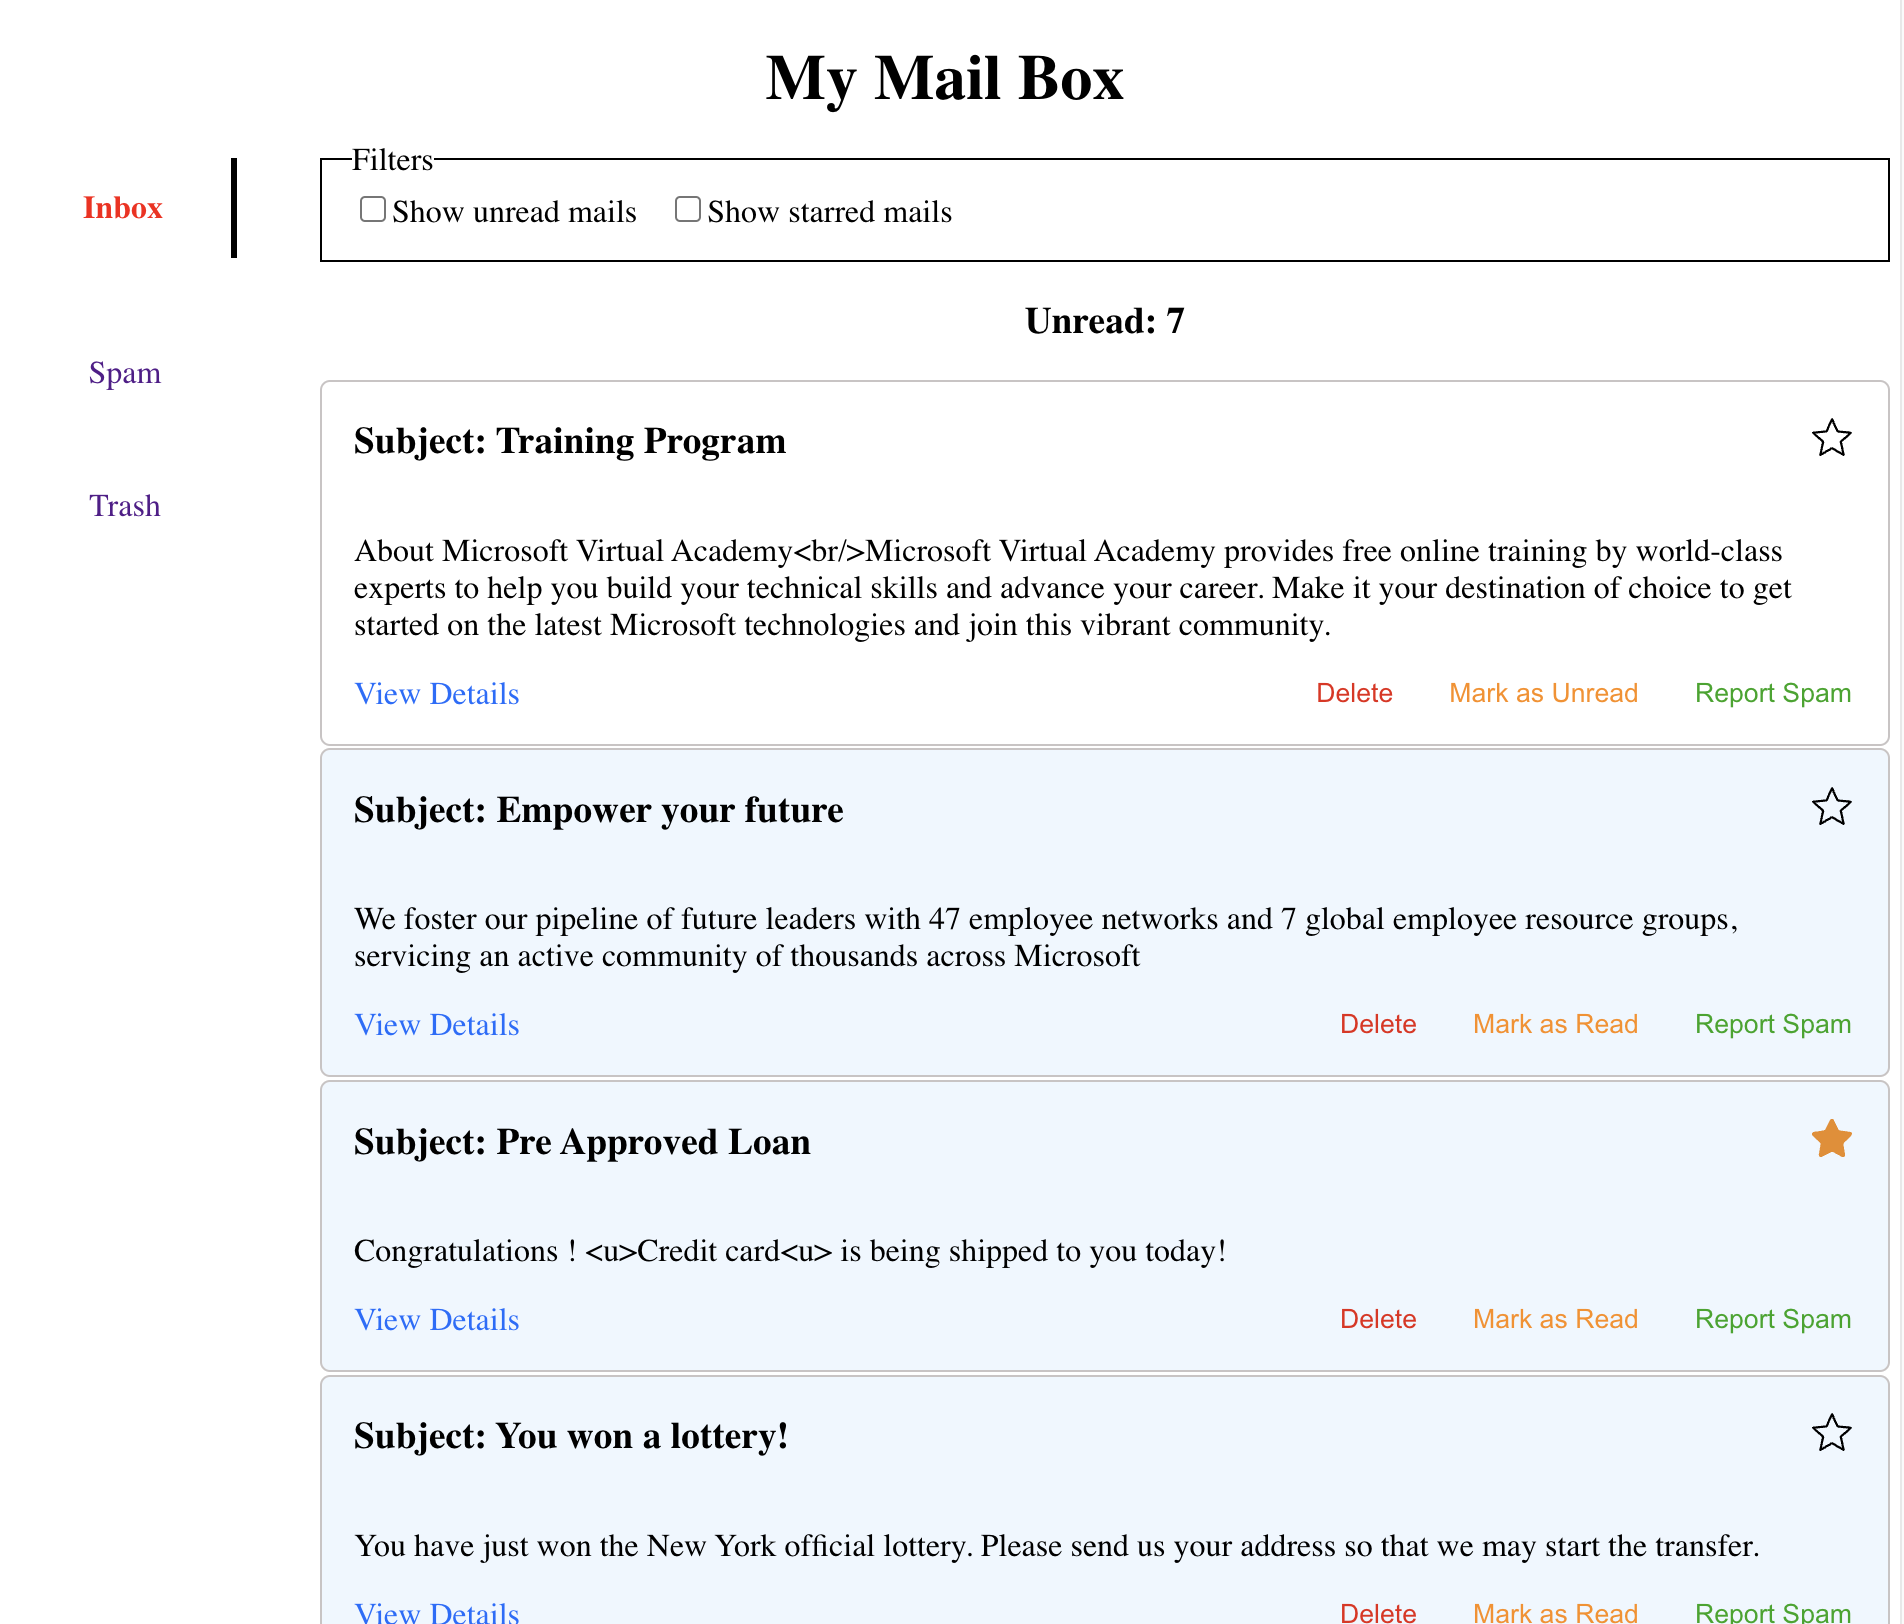 My Mail Box
Filters
Inbox
Show unread mails Show starred mails
Unread: 7
Spam
Trash
Subject: Training Program
About Microsoft Virtual Academy<br/>Microsoft Virtual Academy provides free online training by world-class
experts to help you build your technical skills and advance your career. Make it your destination of choice to get
started on the latest Microsoft technologies and join this vibrant community.
View Details Delete Mark as Unread Report Spam
Subject: Empower your future
We foster our pipeline of future leaders with 47 employee networks and 7 global employee resource groups,
servicing an active community of thousands across Microsoft
View Details Delete Mark as Read Report Spam
Subject: Pre Approved Loan
Congratulations ! <u>Credit card<u> is being shipped to you today!
View Details Delete Mark as Read Report Spam
Subject: You won a lottery!
You have just won the New York official lottery. Please send us your address so that we may start the transfer.
View Details Delete Mark as Read Report Spam